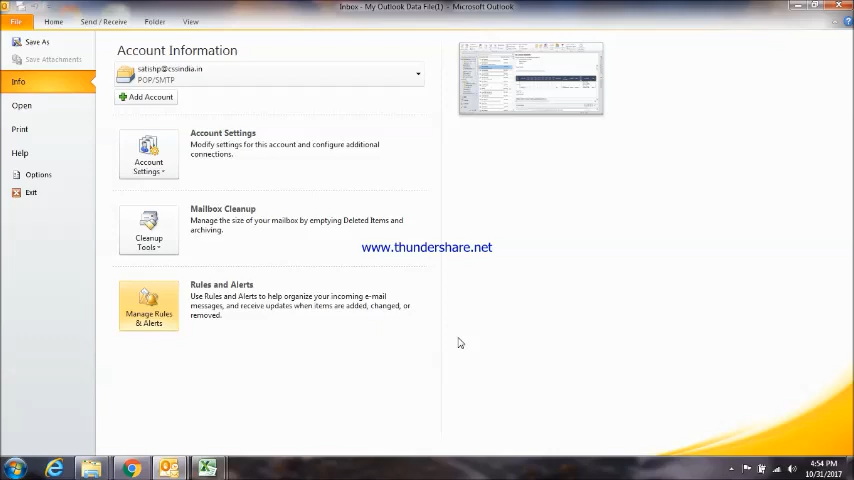 Inbox - My Outlook Data File(1) - Microsoft Outlook
File Home Send / Receive Folder View
Save As
Save Attachments
Info
Open
Print
Help
Options
Exit
Account Information
satishp@cssindia.in
POP/SMTP
Add Account
Account Settings
Modify settings for this account and configure additional
connections.
Account
Settings
Mailbox Cleanup
Manage the size of your mailbox by emptying Deleted Items and
archiving.
Cleanup
Tools
www.thundershare.net
Rules and Alerts
Use Rules and Alerts to help organize your incoming e-mail
messages, and receive updates when items are added, changed, or
removed.
Manage Rules
& Alerts
4:54 PM
10/31/2017